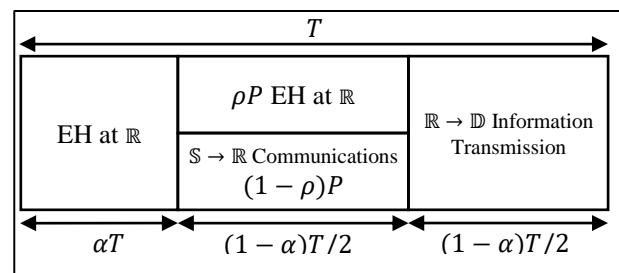 T
EH at ℝ
ρP EH at ℝ
𝕊 → ℝ Communications
(1 − ρ)P
ℝ → 𝔻 Information
Transmission
αT
(1 − α)T/2
(1 − α)T/2